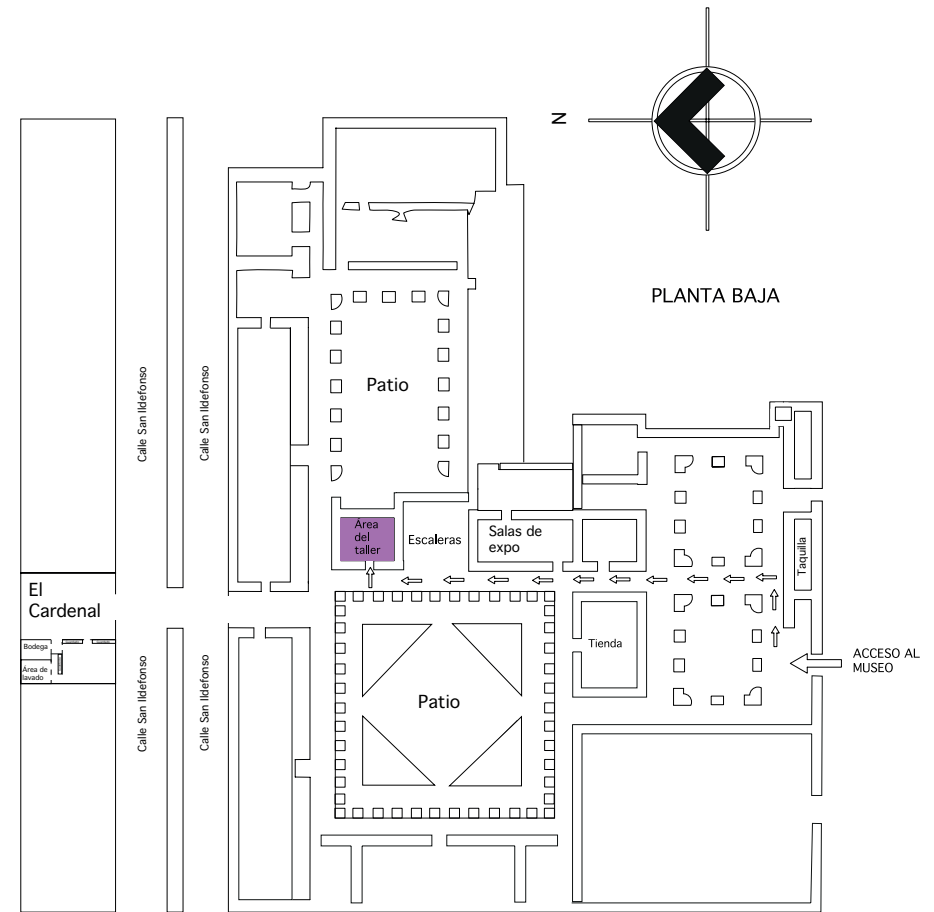 N
PLANTA BAJA
Calle San Ildefonso
Calle San Ildefonso
Patio
Área
del
taller
Escaleras
Salas de
expo
Taquilla
El
Cardenal
Bodega
Área de
lavado
Tienda
ACCESO AL
MUSEO
Patio
Calle San Ildefonso
Calle San Ildefonso